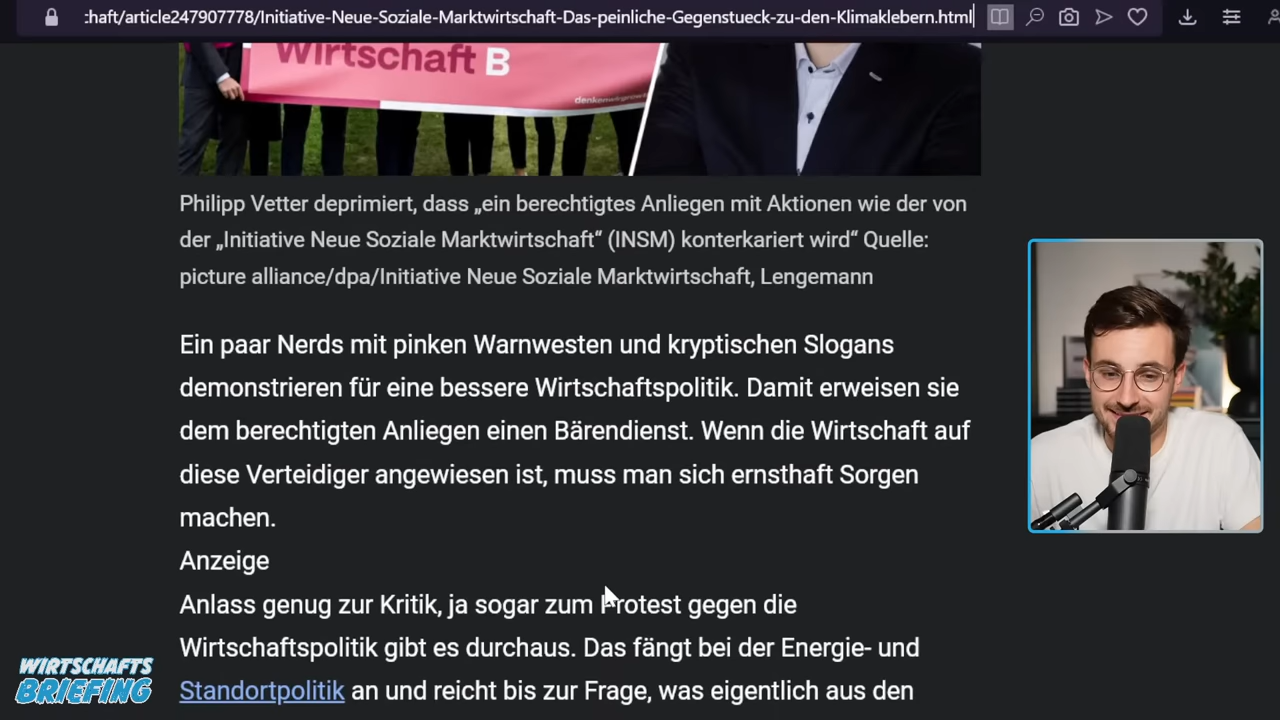 :haft/article247907778/Initiative-Neue-Soziale-Marktwirtschaft-Das-peinliche-Gegenstueck-zu-den-Klimaklebern.html
Wirtschaft B
Philipp Vetter deprimiert, dass „ein berechtigtes Anliegen mit Aktionen wie der von
der „Initiative Neue Soziale Marktwirtschaft“ (INSM) konterkariert wird“ Quelle:
picture alliance/dpa/Initiative Neue Soziale Marktwirtschaft, Lengemann
Ein paar Nerds mit pinken Warnwesten und kryptischen Slogans
demonstrieren für eine bessere Wirtschaftspolitik. Damit erweisen sie
dem berechtigten Anliegen einen Bärendienst. Wenn die Wirtschaft auf
diese Verteidiger angewiesen ist, muss man sich ernsthaft Sorgen
machen.
Anzeige
Anlass genug zur Kritik, ja sogar zum Protest gegen die
Wirtschaftspolitik gibt es durchaus. Das fängt bei der Energie- und
Standortpolitik an und reicht bis zur Frage, was eigentlich aus den
WIRTSCHAFTS
BRIEFING